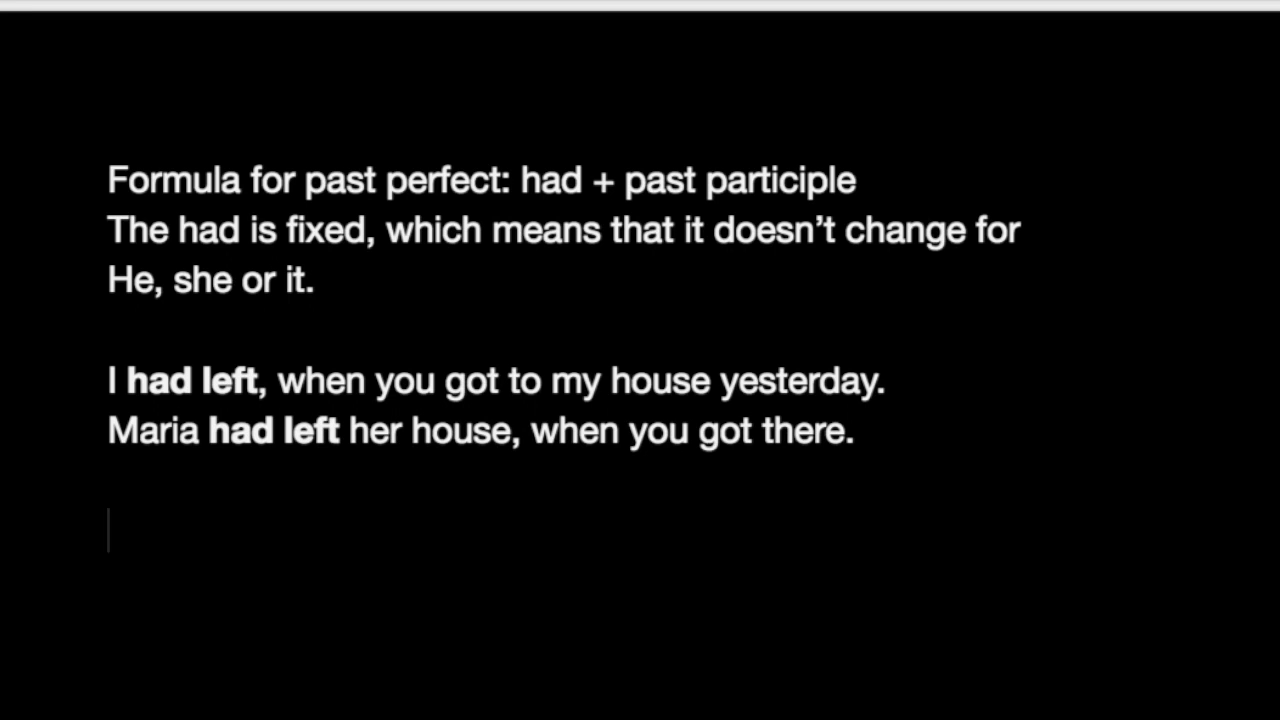 Formula for past perfect: had + past participle
The had is fixed, which means that it doesn’t change for
He, she or it.
I had left, when you got to my house yesterday.
Maria had left her house, when you got there.